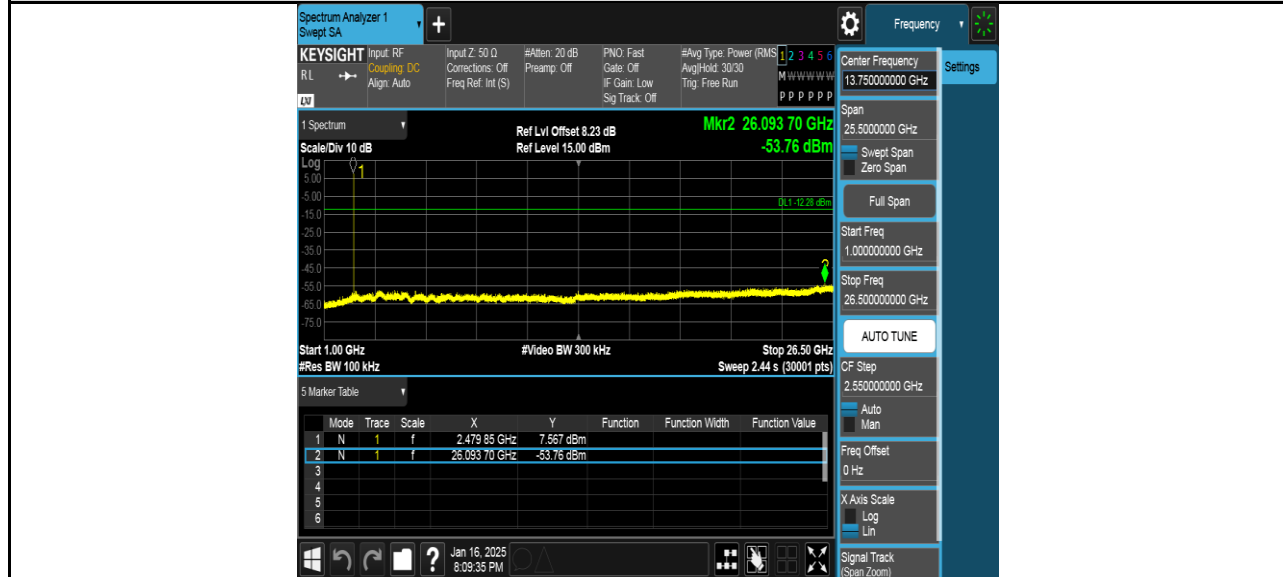 Spectrum Analyzer 1
Swept SA
+
Frequency
KEYSIGHT
RL
LXI
Input: RF
Coupling: DC
Align: Auto
Input Z: 50 Ω
Corrections: Off
Freq Ref: Int (S)
#Atten: 20 dB
Preamp: Off
PNO: Fast
Gate: Off
IF Gain: Low
Sig Track: Off
#Avg Type: Power (RMS
Avg|Hold: 30/30
Trig: Free Run
1 2 3 4 5 6
M W W W W W
P P P P P P
1 Spectrum
Scale/Div 10 dB
Ref Lvl Offset 8.23 dB
Ref Level 15.00 dBm
Mkr2 26.093 70 GHz
-53.76 dBm
Log
5.00
-5.00
-15.0
-25.0
-35.0
-45.0
-55.0
-65.0
-75.0
1
DL1 -12.28 dBm
Start 1.00 GHz
#Res BW 100 kHz
#Video BW 300 kHz
Stop 26.50 GHz
Sweep 2.44 s (30001 pts)
5 Marker Table
Mode Trace Scale X Y Function Function Width Function Value
1 N 1 f 2.479 85 GHz 7.567 dBm
2 N 1 f 26.093 70 GHz -53.76 dBm
3
4
5
6
?
Jan 16, 2025
8:09:35 PM
Center Frequency
13.750000000 GHz
Settings
Span
25.5000000 GHz
Swept Span
Zero Span
Full Span
Start Freq
1.000000000 GHz
Stop Freq
26.500000000 GHz
AUTO TUNE
CF Step
2.550000000 GHz
Auto
Man
Freq Offset
0 Hz
X Axis Scale
Log
Lin
Signal Track
(Span Zoom)